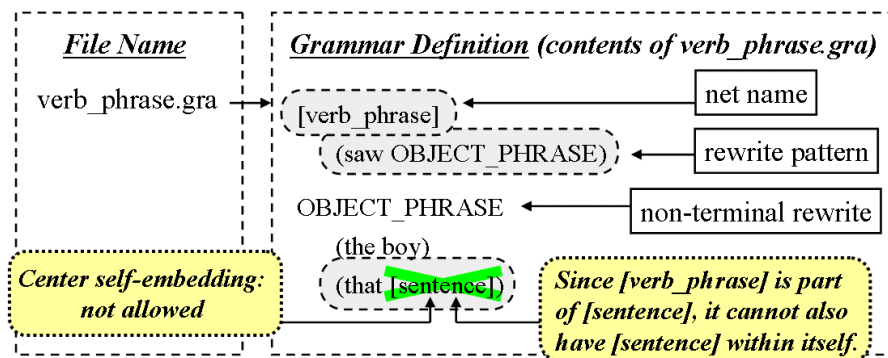 File Name
Grammar Definition (contents of verb_phrase.gra)
verb_phrase.gra
[verb_phrase]
net name
(saw OBJECT_PHRASE)
rewrite pattern
OBJECT_PHRASE
non-terminal rewrite
(the boy)
(that [sentence])
Center self-embedding:
not allowed
Since [verb_phrase] is part
of [sentence], it cannot also
have [sentence] within itself.